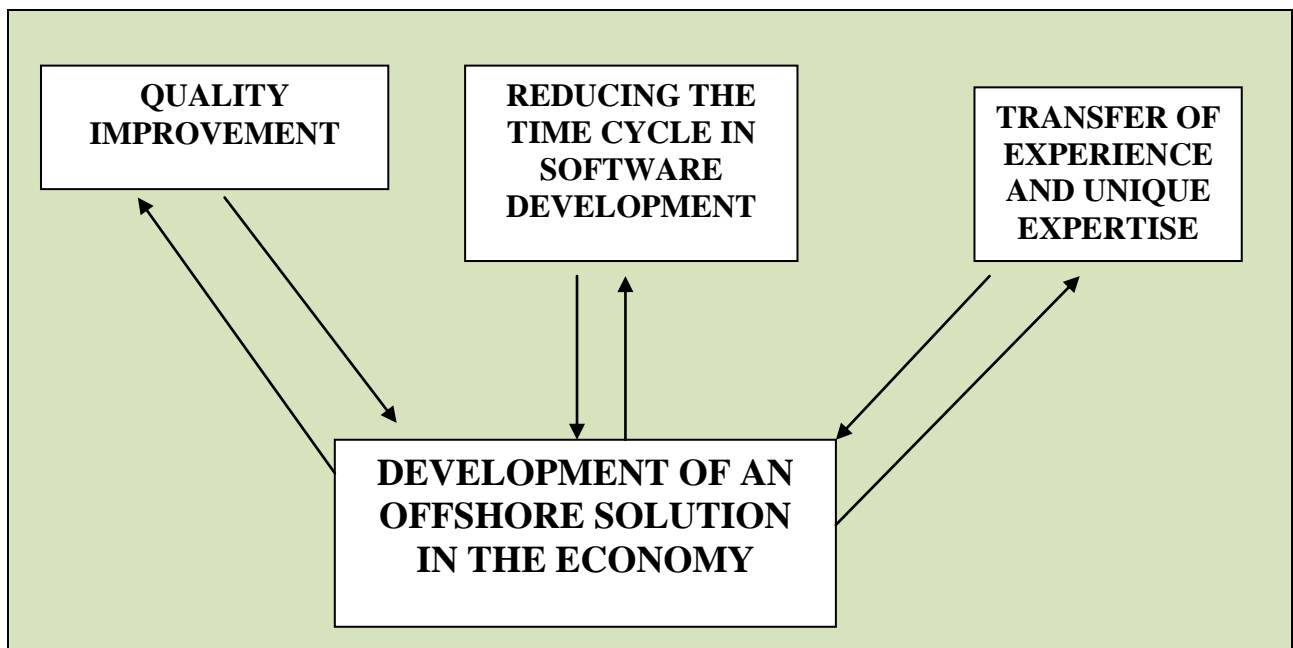 QUALITY
IMPROVEMENT
REDUCING THE
TIME CYCLE IN
SOFTWARE
DEVELOPMENT
TRANSFER OF
EXPERIENCE
AND UNIQUE
EXPERTISE
DEVELOPMENT OF AN
OFFSHORE SOLUTION
IN THE ECONOMY